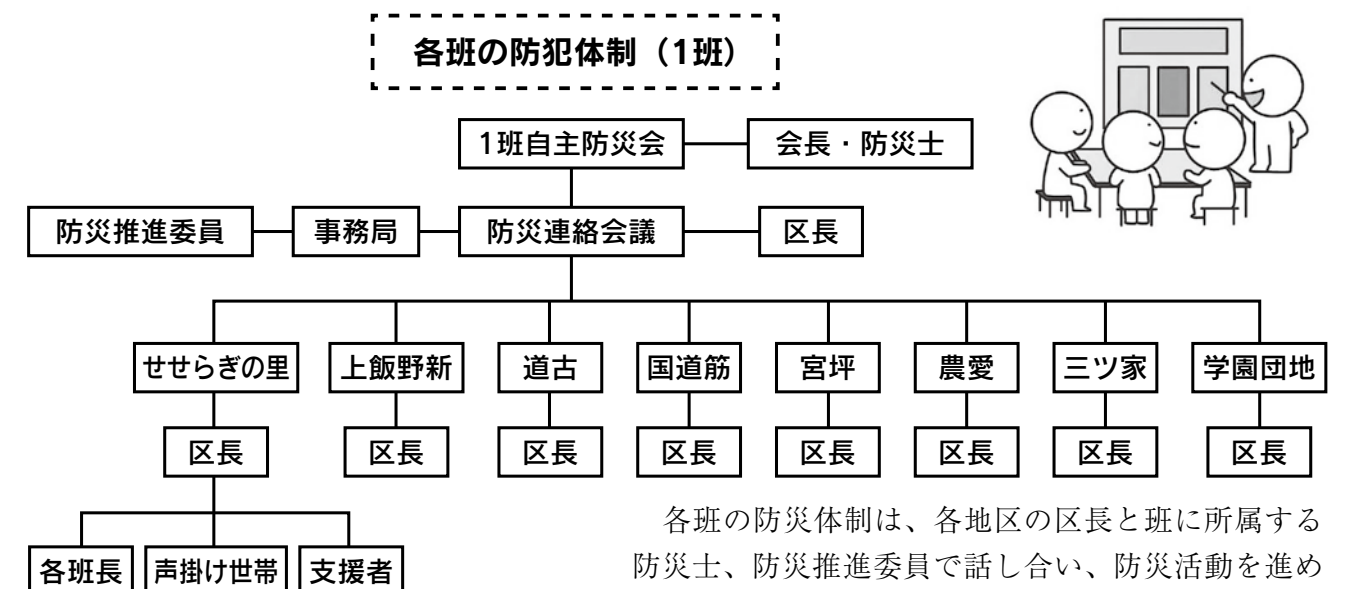 各班の防犯体制（1班）
1班自主防災会
会長・防災士
防災推進委員
事務局
防災連絡会議
区長
せせらぎの里
上飯野新
道古
国道筋
宮坪
農愛
三ツ家
学園団地
区長
区長
区長
区長
区長
区長
区長
区長
各班長
声掛け世帯
支援者
各班の防災体制は、各地区の区長と班に所属する
防災士、防災推進委員で話し合い、防災活動を進め